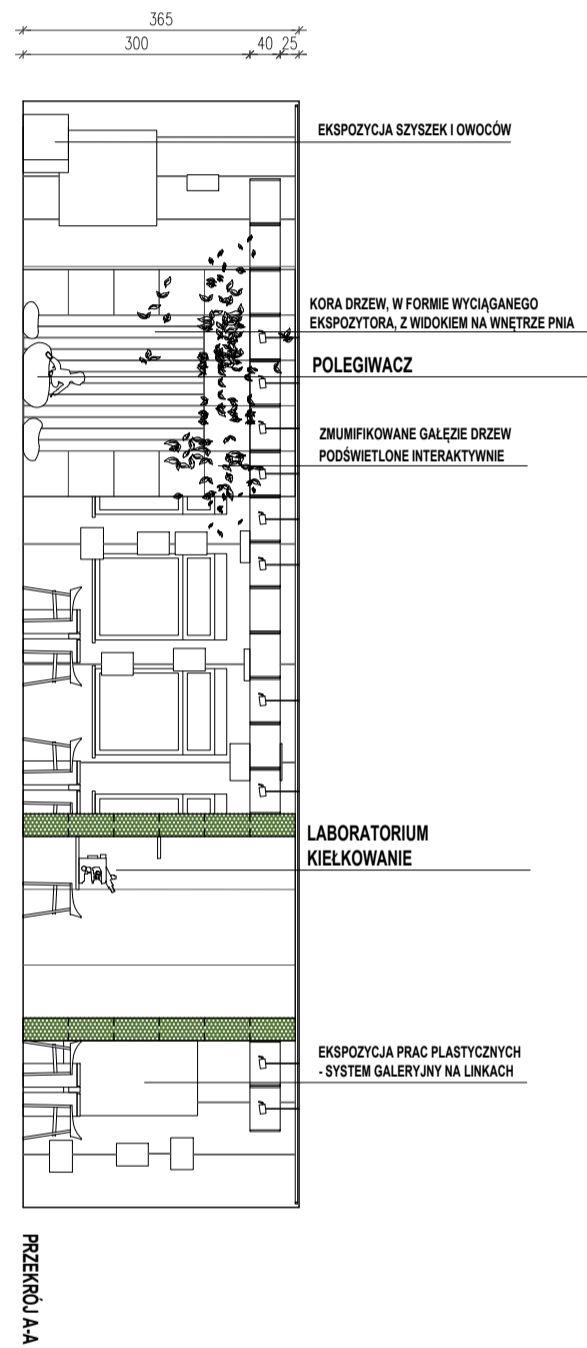 365
300 40 25
EKSPOZYCJA SZYSZEK I OWOCÓW
KORA DRZEW, W FORMIE WYCIĄGANEGO
EKSPOZYTORA, Z WIDOKIEM NA WNĘTRZE PNIA
POLEGIWACZ
ZMUMIFIKOWANE GAŁĘZIE DRZEW
PODŚWIETLONE INTERAKTYWNIE
LABORATORIUM
KIEŁKOWANIE
EKSPOZYCJA PRAC PLASTYCZNYCH
- SYSTEM GALERYJNY NA LINKACH
PRZEKRÓJ A-A